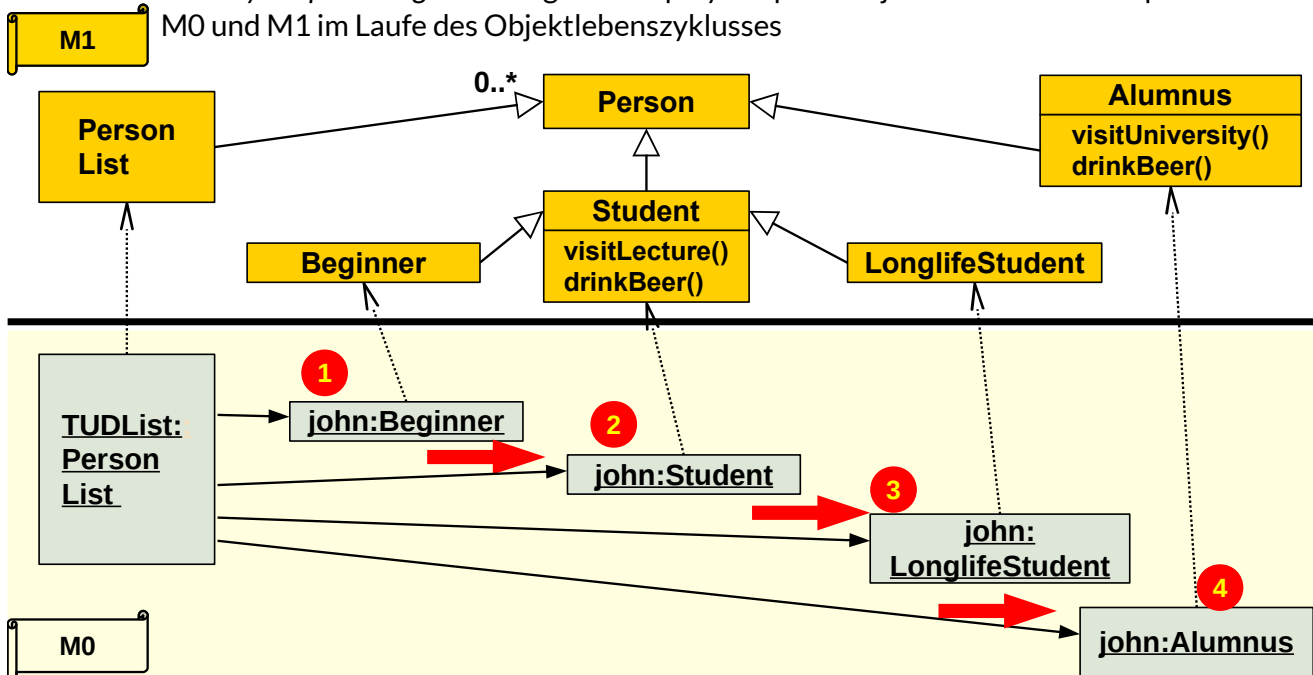 M0 und M1 im Laufe des Objektlebenszyklusses
M1
0..*
Person
List
Person
Alumnus
visitUniversity()
drinkBeer()
Student
visitLecture()
drinkBeer()
Beginner
LonglifeStudent
1
john:Beginner
2
john:Student
TUDList:
Person
List
3
john:
LonglifeStudent
4
john:Alumnus
M0